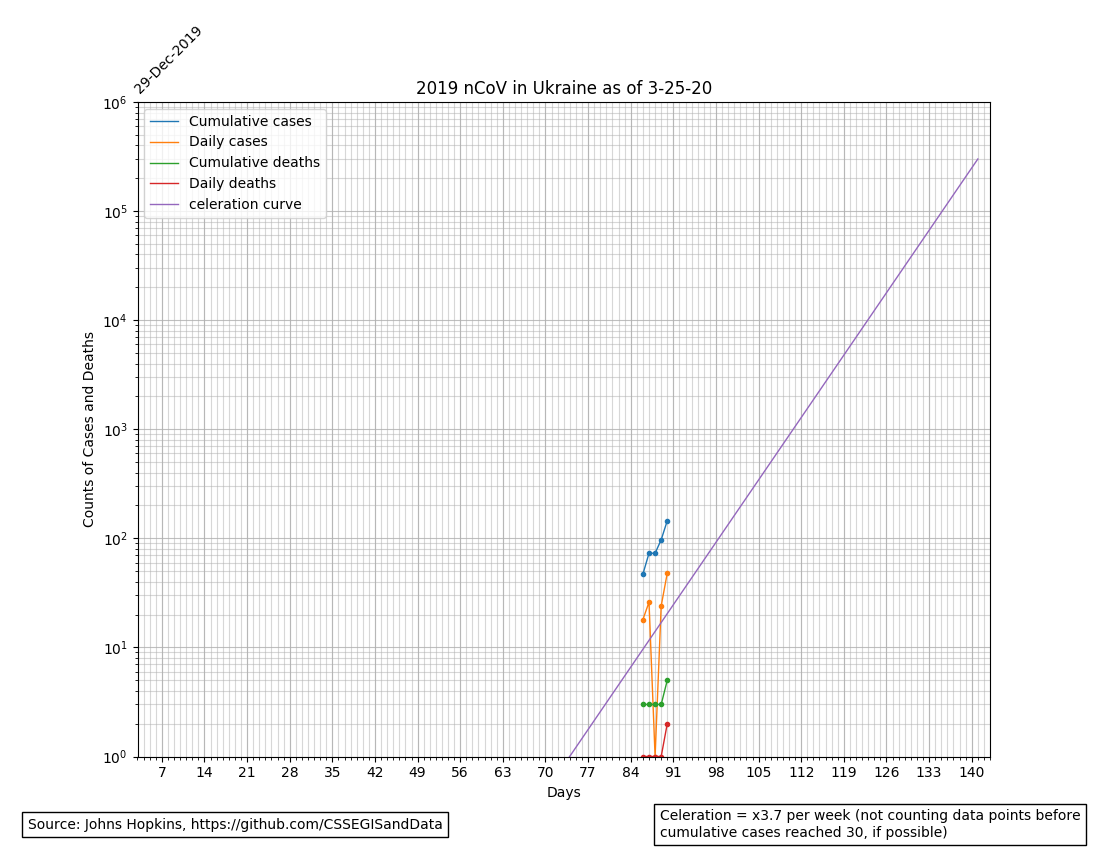 29-Dec-2019
2019 nCoV in Ukraine as of 3-25-20
Cumulative cases
Daily cases
Cumulative deaths
Daily deaths
celeration curve
Counts of Cases and Deaths
10^6
10^5
10^4
10^3
10^2
10^1
10^0
7 14 21 28 35 42 49 56 63 70 77 84 91 98 105 112 119 126 133 140
Days
Source: Johns Hopkins, https://github.com/CSSEGISandData
Celeration = x3.7 per week (not counting data points before
cumulative cases reached 30, if possible)